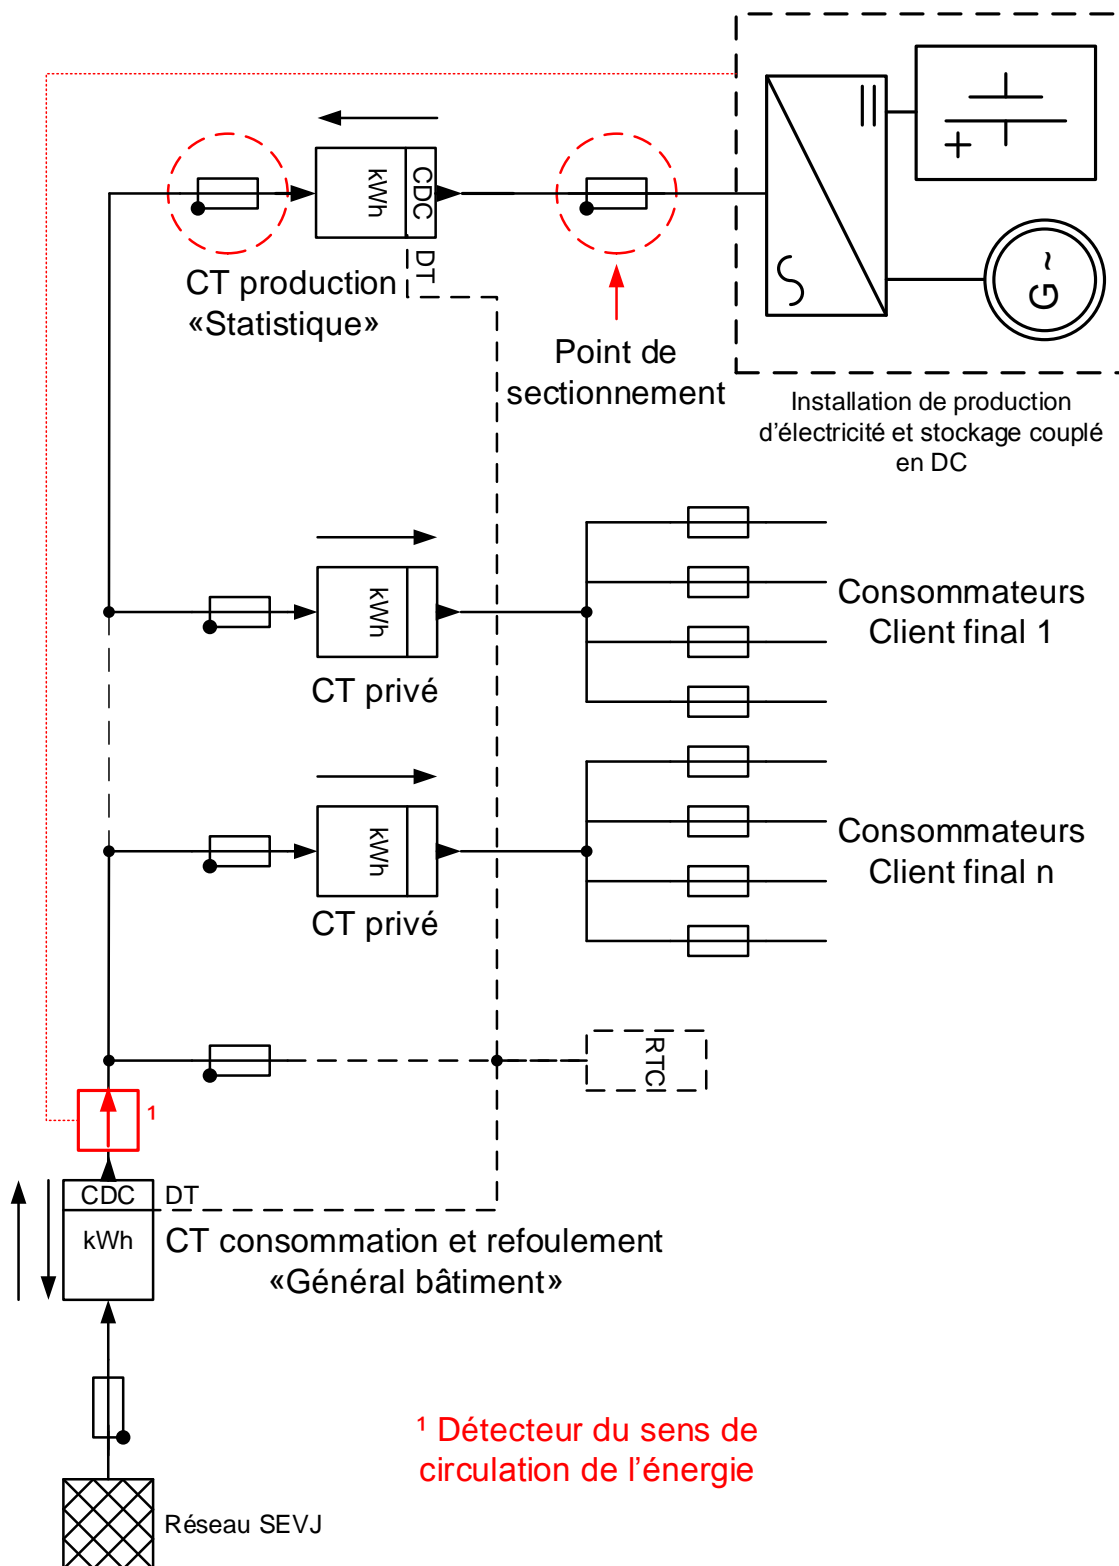 kWh
CDC
DT
CT production
«Statistique»
Point de
sectionnement
+
G ~
Installation de production
d'électricité et stockage couplé
en DC
kWh
CT privé
Consommateurs
Client final 1
kWh
CT privé
Consommateurs
Client final n
RTC
1
CDC
DT
kWh
CT consommation et refoulement
«Général bâtiment»
¹ Détecteur du sens de
circulation de l'énergie
Réseau SEVJ